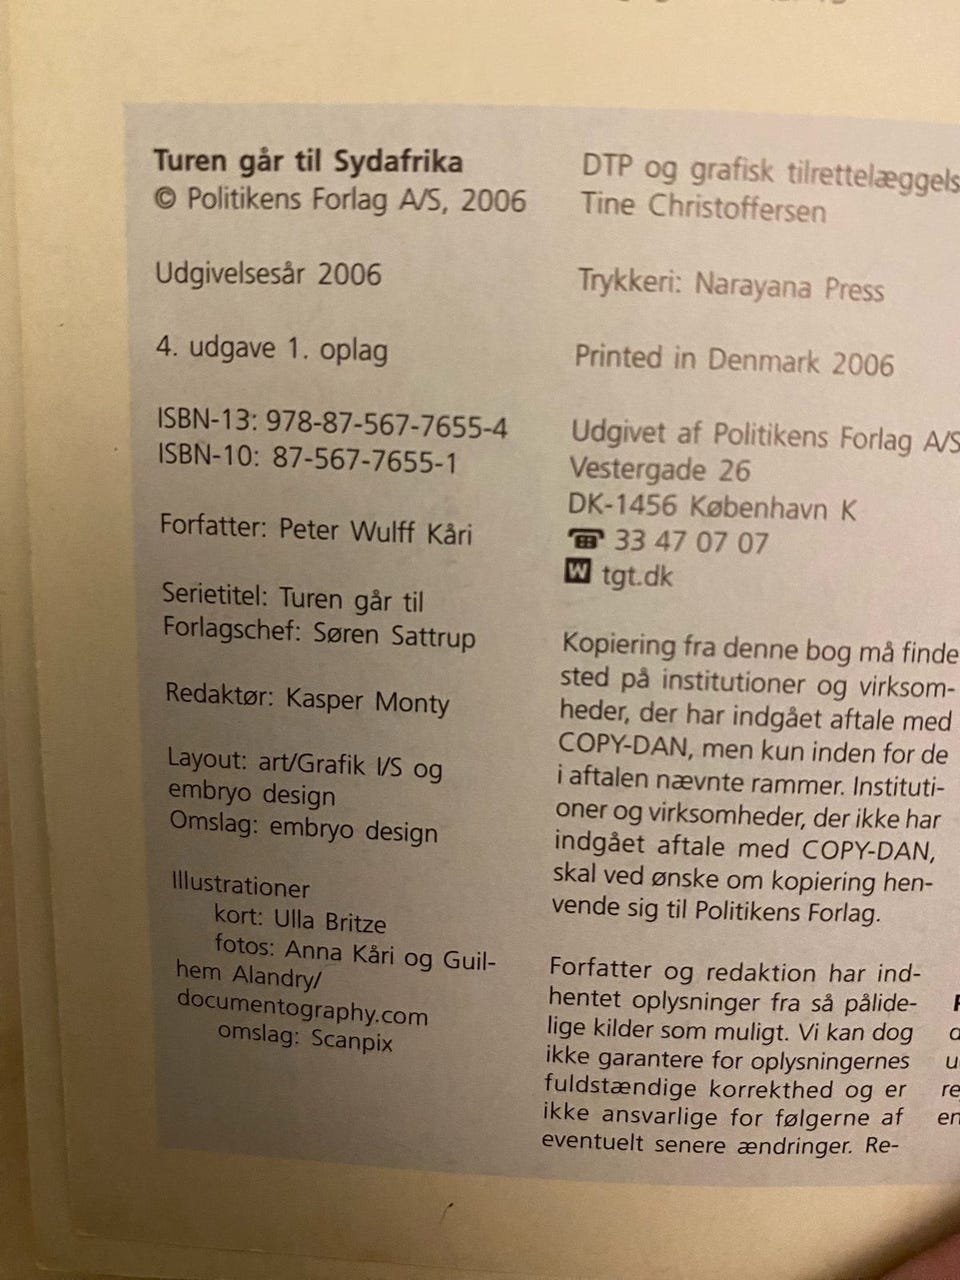 Turen går til Sydafrika
© Politikens Forlag A/S, 2006
Udgivelsesår 2006
4. udgave 1. oplag
ISBN-13: 978-87-567-7655-4
ISBN-10: 87-567-7655-1
Forfatter: Peter Wulff Kåri
Serietitel: Turen går til
Forlagschef: Søren Sattrup
Redaktør: Kasper Monty
Layout: art/Grafik I/S og
embryo design
Omslag: embryo design
Illustrationer
kort: Ulla Britze
fotos: Anna Kåri og Guil-
hem Alandry/
documentography.com
omslag: Scanpix
DTP og grafisk tilrettelæggels
Tine Christoffersen
Trykkeri: Narayana Press
Printed in Denmark 2006
Udgivet af Politikens Forlag A/S
Vestergade 26
DK-1456 København K
☎ 33 47 07 07
W tgt.dk
Kopiering fra denne bog må finde
sted på institutioner og virksom-
heder, der har indgået aftale med
COPY-DAN, men kun inden for de
i aftalen nævnte rammer. Instituti-
oner og virksomheder, der ikke har
indgået aftale med COPY-DAN,
skal ved ønske om kopiering hen-
vende sig til Politikens Forlag.
Forfatter og redaktion har ind-
hentet oplysninger fra så pålide-
lige kilder som muligt. Vi kan dog
ikke garantere for oplysningernes
fuldstændige korrekthed og er
ikke ansvarlige for følgerne af
eventuelt senere ændringer. Re-